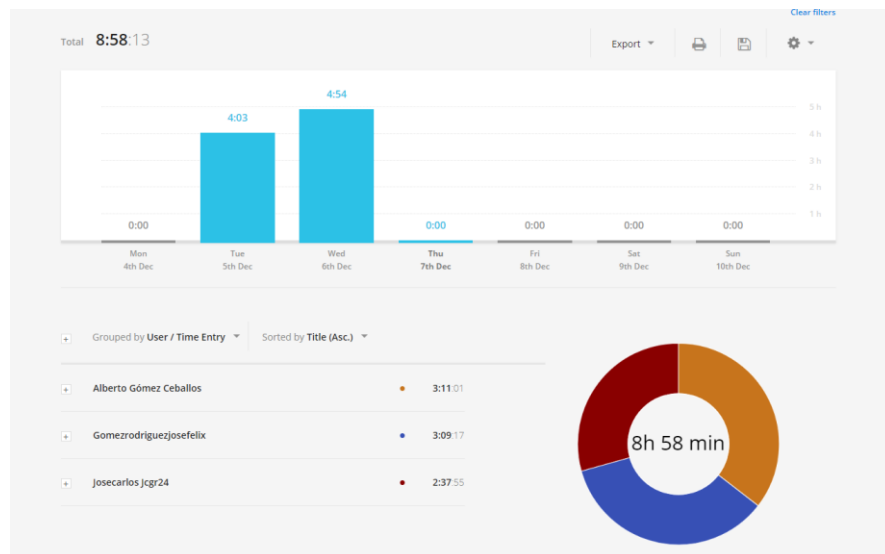 Clear filters
Total 8:58:13
Export
4:54
4:03
5 h
4 h
3 h
2 h
1 h
0:00 0:00 0:00 0:00 0:00
Mon Tue Wed Thu Fri Sat Sun
4th Dec 5th Dec 6th Dec 7th Dec 8th Dec 9th Dec 10th Dec
Grouped by User / Time Entry Sorted by Title (Asc.)
Alberto Gómez Ceballos 3:11:01
Gomezrodriguezjosefelix 3:09:17
Josecarlos Jcgr24 2:37:55
8h 58 min